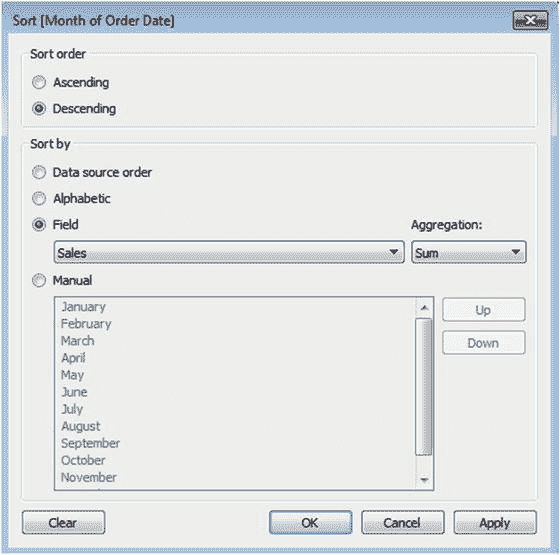 Sort [Month of Order Date]
Sort order
Ascending
Descending
Sort by
Data source order
Alphabetic
Field
Aggregation:
Sales
Sum
Manual
January
February
March
April
May
June
July
August
September
October
November
Up
Down
Clear
OK
Cancel
Apply